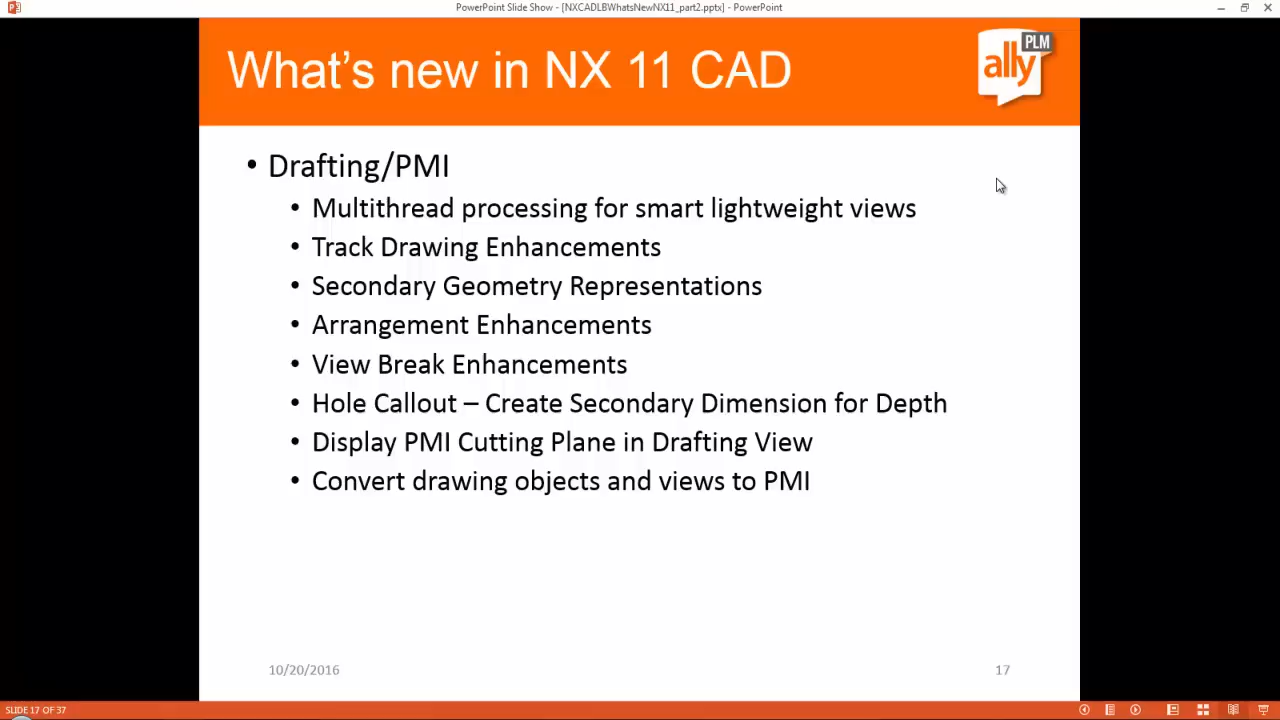 PowerPoint Slide Show - [NXCADLBWhatsNewNX11_part2.pptx] - PowerPoint
What's new in NX 11 CAD
ally PLM
• Drafting/PMI
• Multithread processing for smart lightweight views
• Track Drawing Enhancements
• Secondary Geometry Representations
• Arrangement Enhancements
• View Break Enhancements
• Hole Callout – Create Secondary Dimension for Depth
• Display PMI Cutting Plane in Drafting View
• Convert drawing objects and views to PMI
10/20/2016
17
SLIDE 17 OF 37